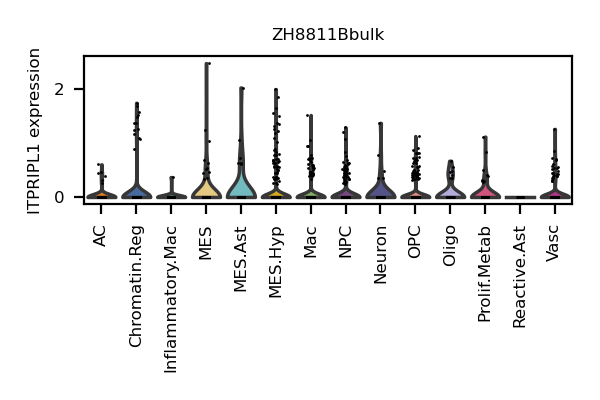 ZH8811Bbulk
ITPRIPL1 expression
2
0
AC
Chromatin.Reg
Inflammatory.Mac
MES
MES.Ast
MES.Hyp
Mac
NPC
Neuron
OPC
Oligo
Prolif.Metab
Reactive.Ast
Vasc